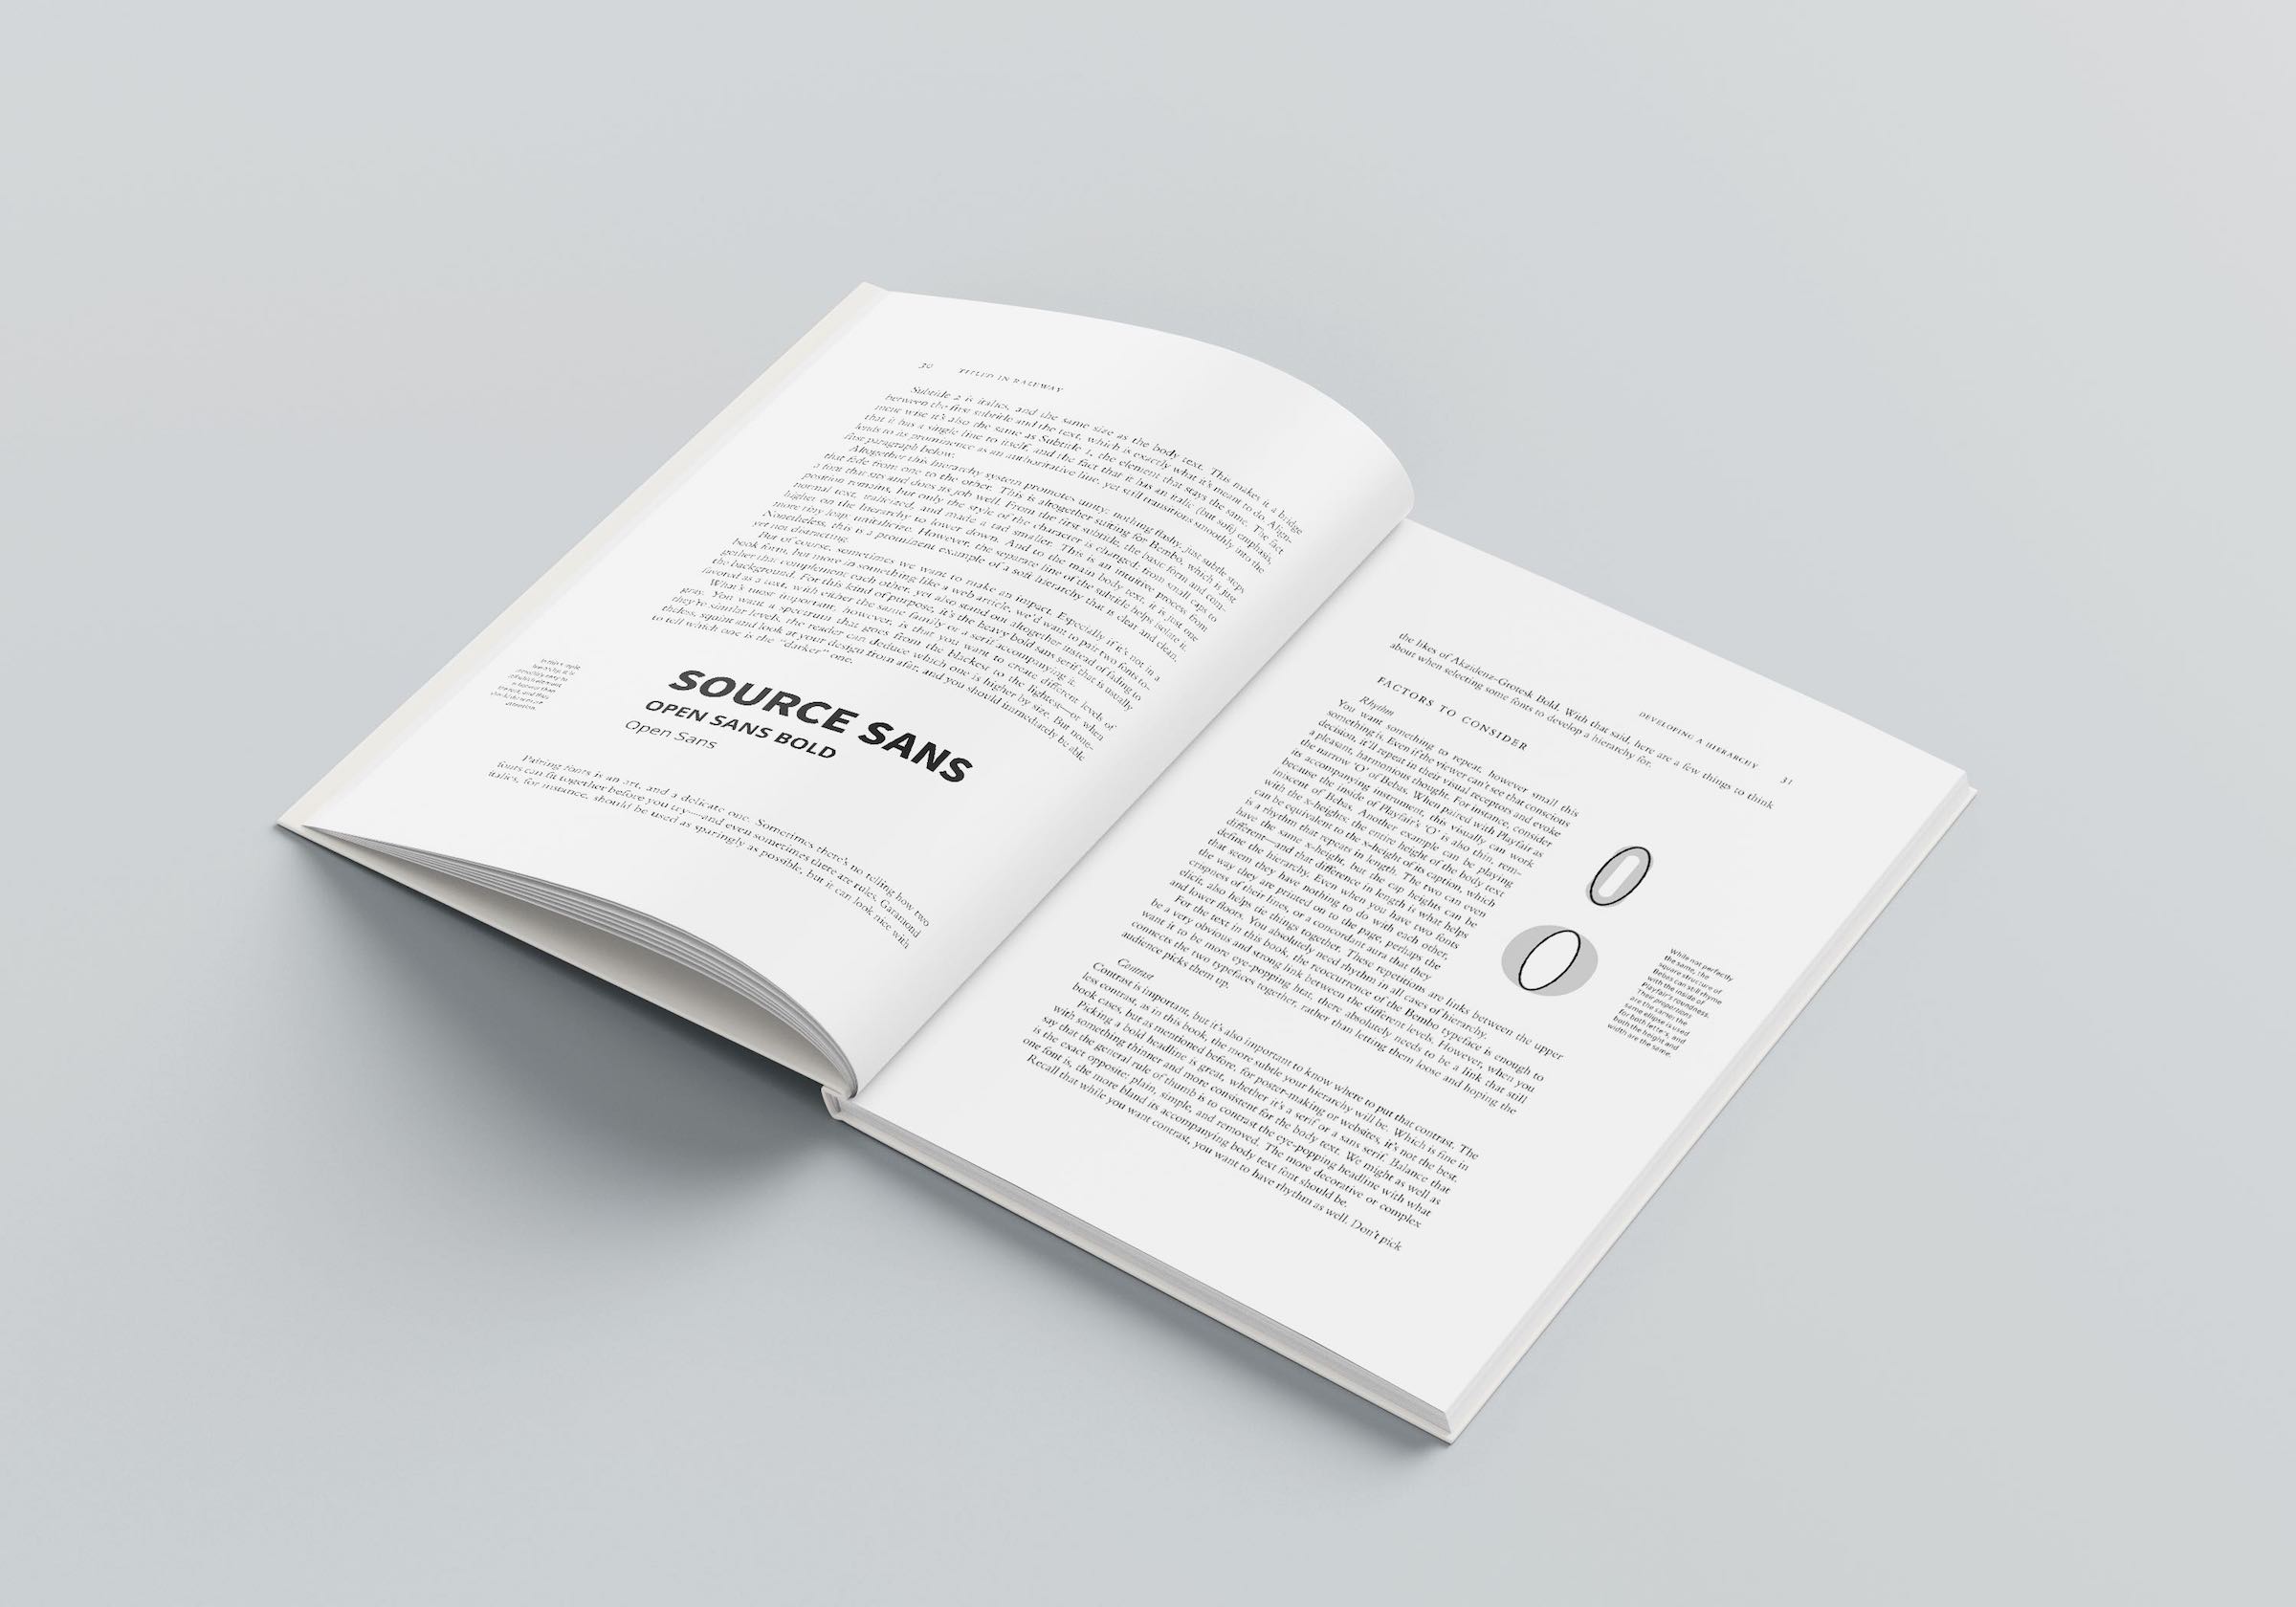 30 TITLED IN RALEWAY
Subtitle 2 is italics, and the same size as the body text. This makes it a bridge
between the first subtitle and the text, which is exactly what it's meant to do. Align-
ment wise it's also the same as Subtitle 1, the element that stays the same. The fact
that it has a single line to itself, and the fact that it has an italic (but soft) emphasis,
lends to its prominence as an authoritative line, yet still transitions smoothly into the
first paragraph below.
Altogether this hierarchy system promotes unity: nothing flashy, just subtle steps
that fade from one to the other. This is altogether suiting for Bembo, which is just
a font that sits and does its job well. From the first subtitle, the basic form and com-
position remains, but only the style of the character is changed: from small caps to
normal text, italicized, and made a tad smaller. This is an intuitive process from
higher on the hierarchy to lower down. And to the main body text, it is just one
more tiny leap: unitalicize. However, the separate line of the subtitle helps isolate it.
Nonetheless, this is a prominent example of a soft hierarchy that is clear and clean,
yet not distracting.
But of course, sometimes we want to make an impact. Especially if it's not in a
book form, but more in something like a web article, we'd want to pair two fonts to-
gether that complement each other, yet also stand out altogether instead of fading to
the background. For this kind of purpose, it's the heavy bold sans serif that is usually
favored as a text, with either the same family or a serif accompanying it.
What's most important, however, is that you want to create different levels of
gray. You want a spectrum that goes from the blackest to the lightest—or when
they're similar levels, the reader can deduce which one is higher by size. But none-
theless, squint and look at your design from afar, and you should immediately be able
to tell which one is the "darker" one.
SOURCE SANS
OPEN SANS BOLD
Open Sans
Pairing fonts is an art, and a delicate one. Sometimes there's no telling how two
fonts can fit together before you try—and even sometimes there are rules. Garamond
italics, for instance, should be used as sparingly as possible, but it can look nice with
DEVELOPING A HIERARCHY 31
the likes of Akzidenz-Grotesk Bold. With that said, here are a few things to think
about when selecting some fonts to develop a hierarchy for.
FACTORS TO CONSIDER
Rhythm
You want something to repeat, however small this
something is. Even if the viewer can't see that conscious
decision, it'll repeat in their visual receptors and evoke
a pleasant, harmonious thought. For instance, consider
the narrow 'O' of Bebas. When paired with Playfair as
its accompanying instrument, this visually can work
because the inside of Playfair's 'O' is also thin, rem-
niscent of Bebas. Another example can be playing
with the x-heights: the entire height of the body text
can be equivalent to the x-height of its caption, which
is a rhythm that repeats in length. The two can even
have the same x-height, but the cap heights can be
different—and that difference in length is what helps
define the hierarchy. Even when you have two fonts
that seem they have nothing to do with each other,
the way they are printed on to the page, perhaps the
crispness of their lines, or a concordant aura that they
elicit, also helps tie things together. These repetitions are links between the upper
and lower floors. You absolutely need rhythm in all cases of hierarchy.
For the text in this book, the reoccurrence of the Bembo typeface is enough to
be a very obvious and strong link between the different levels. However, when you
want it to be more eye-popping that, there absolutely needs to be a link that still
connects the two typefaces together, rather than letting them loose and hoping the
audience picks them up.
While not perfectly
the same, the
square structure of
Bebas can still rhyme
with the inside of
Playfair's roundness.
Their proportions
are the same: the
same ellipse is used
for both letters, and
both the height and
width are the same.
Contrast
Contrast is important, but it's also important to know where to put that contrast. The
less contrast, as in this book, the more subtle your hierarchy will be. Which is fine in
book cases, but as mentioned before, for poster-making or websites, it's not the best.
Picking a bold headline is great, whether it's a serif or a sans serif. Balance that
with something thinner and more consistent for the body text. We might as well as
say that the general rule of thumb is to contrast the eye-popping headline with what
is the exact opposite: plain, simple, and removed. The more decorative or complex
one font is, the more bland its accompanying body text font should be.
Recall that while you want contrast, you want to have rhythm as well. Don't pick